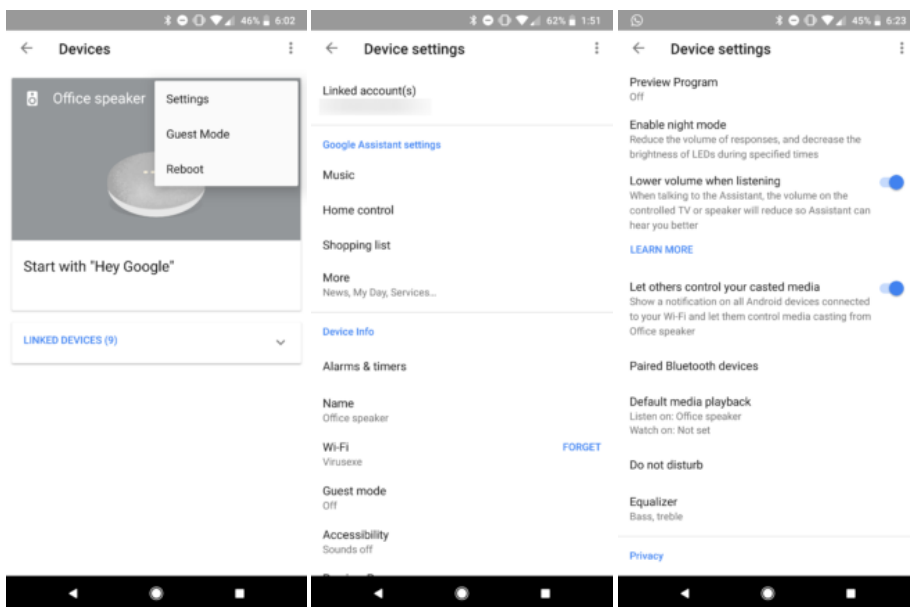 46% 6:02
Devices
Office speaker
Settings
Guest Mode
Reboot
Start with "Hey Google"
LINKED DEVICES (9)
62% 1:51
Device settings
Linked account(s)
Google Assistant settings
Music
Home control
Shopping list
More
News, My Day, Services...
Device Info
Alarms & timers
Name
Office speaker
Wi-Fi
FORGET
Virusexe
Guest mode
Off
Accessibility
Sounds off
45% 6:23
Device settings
Preview Program
Off
Enable night mode
Reduce the volume of responses, and decrease the
brightness of LEDs during specified times
Lower volume when listening
When talking to the Assistant, the volume on the
controlled TV or speaker will reduce so Assistant can
hear you better
LEARN MORE
Let others control your casted media
Show a notification on all Android devices connected
to your Wi-Fi and let them control media casting from
Office speaker
Paired Bluetooth devices
Default media playback
Listen on: Office speaker
Watch on: Not set
Do not disturb
Equalizer
Bass, treble
Privacy